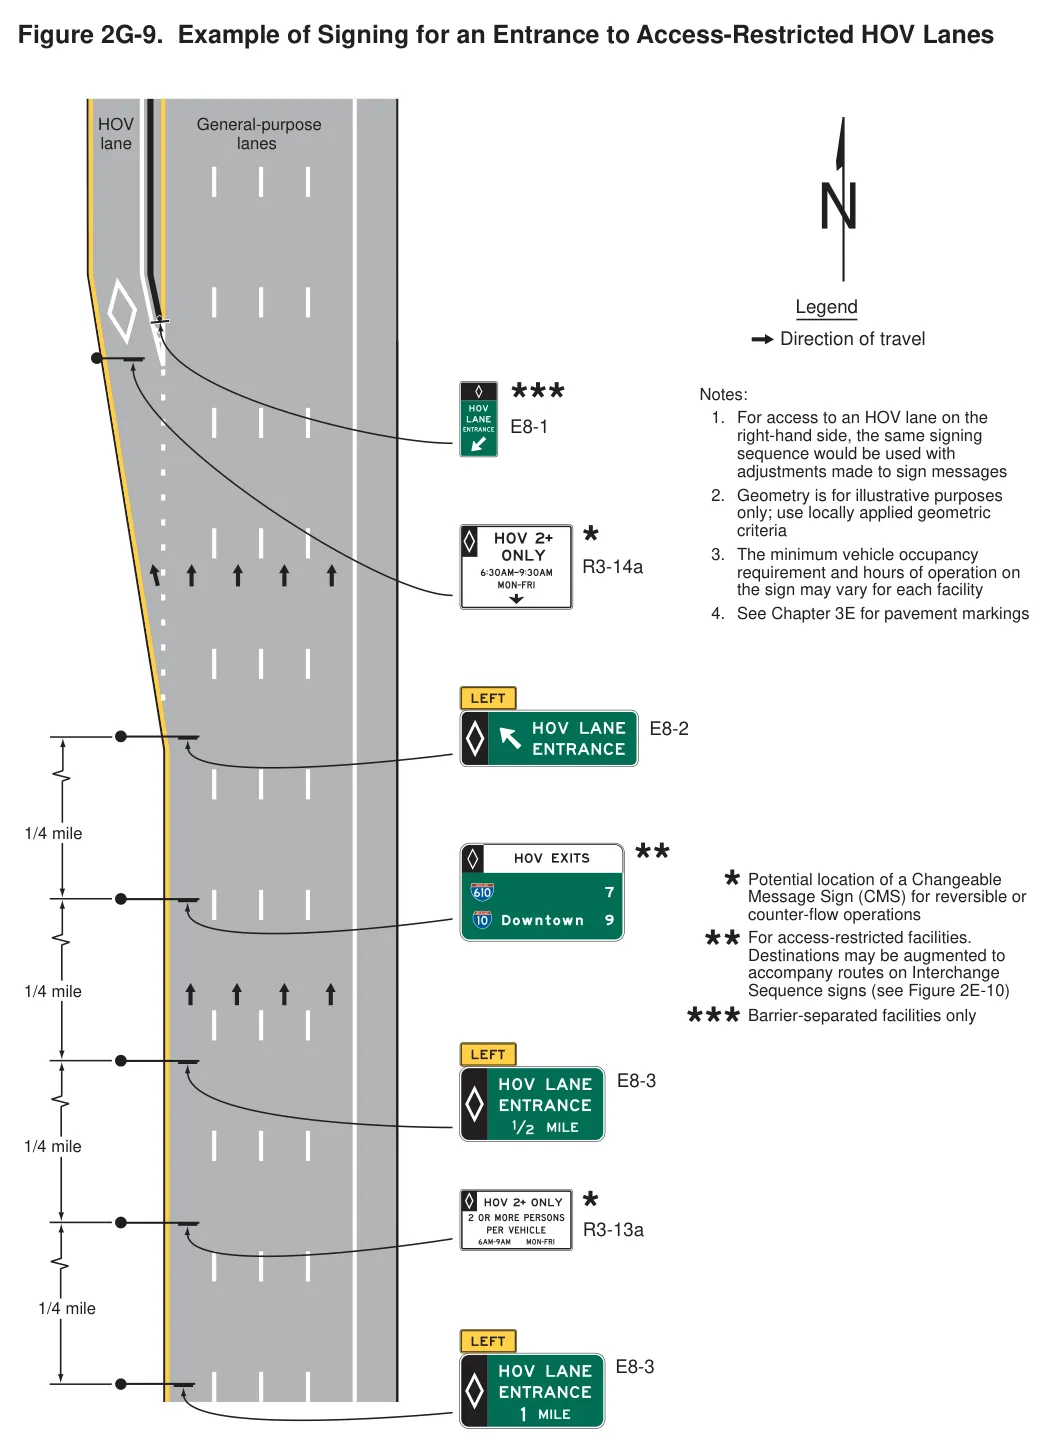 Figure 2G-9.  Example of Signing for an Entrance to Access-Restricted HOV Lanes
HOV
lane
General-purpose
lanes
N
Legend
Direction of travel
Notes:
1. For access to an HOV lane on the
right-hand side, the same signing
sequence would be used with
adjustments made to sign messages
2. Geometry is for illustrative purposes
only; use locally applied geometric
criteria
3. The minimum vehicle occupancy
requirement and hours of operation on
the sign may vary for each facility
4. See Chapter 3E for pavement markings
HOV
LANE
ENTRANCE
***
E8-1
HOV 2+
ONLY
6:30AM-9:30AM
MON-FRI
*
R3-14a
LEFT
HOV LANE
ENTRANCE
E8-2
1/4 mile
HOV EXITS
610 7
10 Downtown 9
**
* Potential location of a Changeable
Message Sign (CMS) for reversible or
counter-flow operations
** For access-restricted facilities.
Destinations may be augmented to
accompany routes on Interchange
Sequence signs (see Figure 2E-10)
*** Barrier-separated facilities only
1/4 mile
LEFT
HOV LANE
ENTRANCE
1/2 MILE
E8-3
1/4 mile
HOV 2+ ONLY
2 OR MORE PERSONS
PER VEHICLE
6AM-9AM MON-FRI
*
R3-13a
1/4 mile
LEFT
HOV LANE
ENTRANCE
1 MILE
E8-3